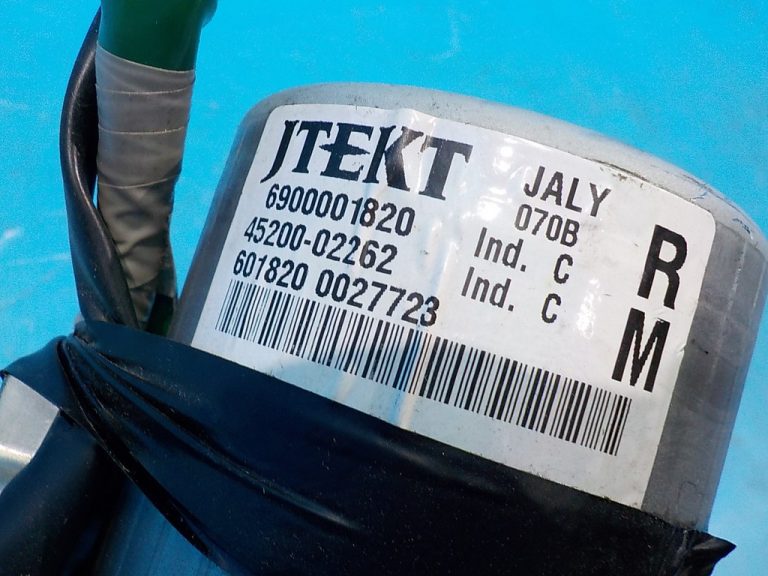 JTEKT JALY
6900001820 070B
45200-02262 Ind. C
601820 0027723 Ind. C
R
M